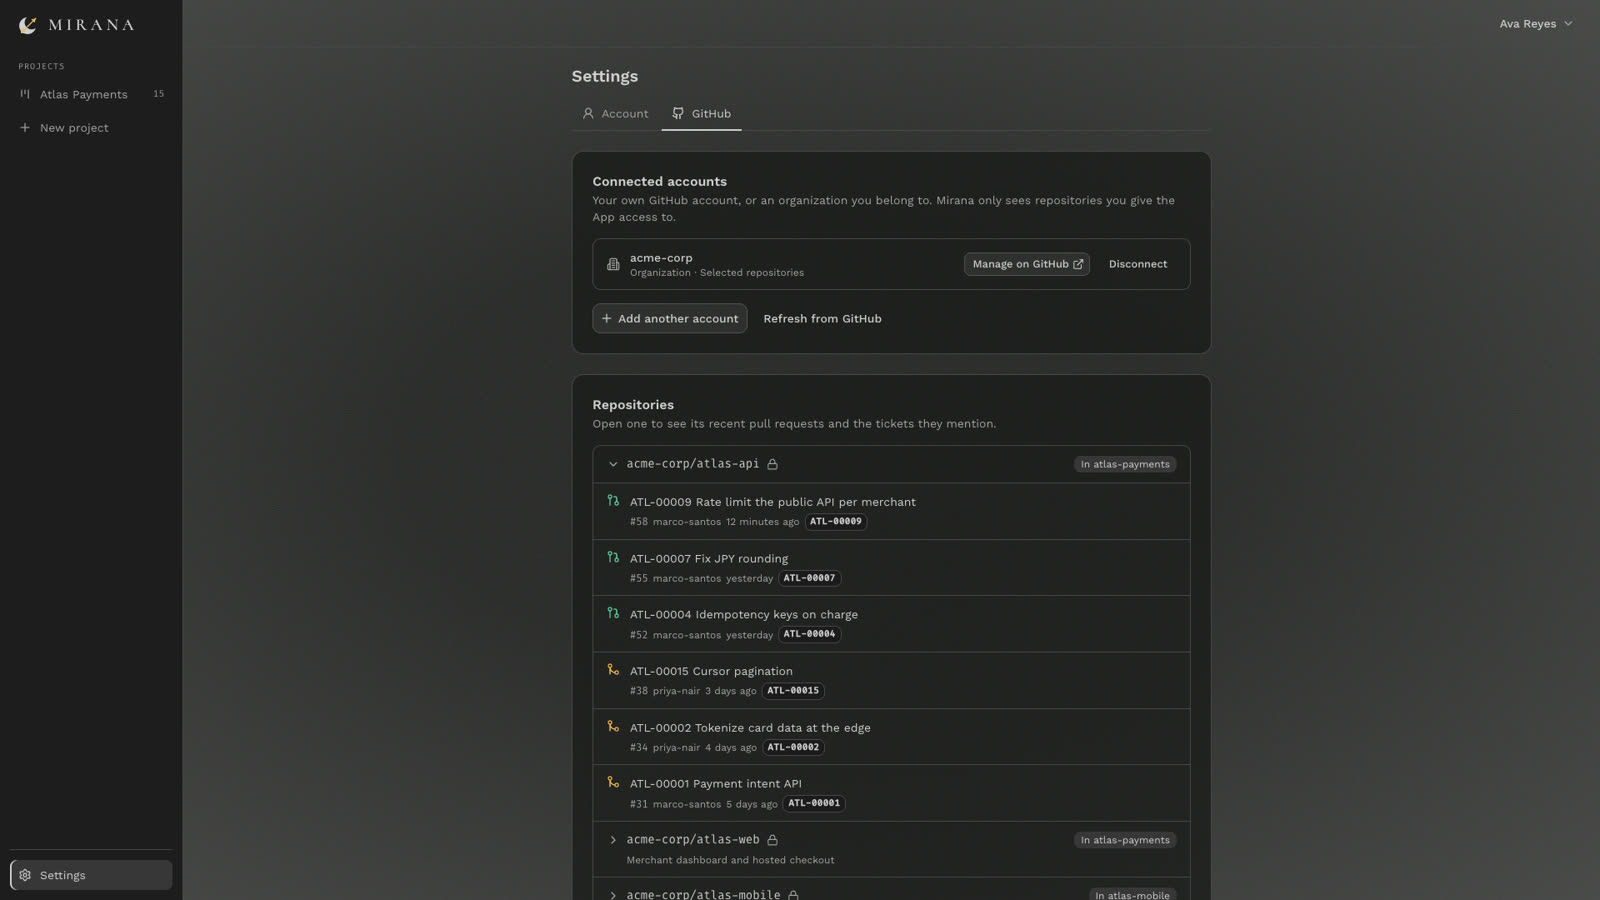 MIRANA
PROJECTS
Atlas Payments 15
New project
Settings
Ava Reyes
Settings
Account
GitHub
Connected accounts
Your own GitHub account, or an organization you belong to. Mirana only sees repositories you give the
App access to.
acme-corp
Organization · Selected repositories
Manage on GitHub
Disconnect
Add another account
Refresh from GitHub
Repositories
Open one to see its recent pull requests and the tickets they mention.
acme-corp/atlas-api
In atlas-payments
ATL-00009 Rate limit the public API per merchant
#58 marco-santos 12 minutes ago ATL-00009
ATL-00007 Fix JPY rounding
#55 marco-santos yesterday ATL-00007
ATL-00004 Idempotency keys on charge
#52 marco-santos yesterday ATL-00004
ATL-00015 Cursor pagination
#38 priya-nair 3 days ago ATL-00015
ATL-00002 Tokenize card data at the edge
#34 priya-nair 4 days ago ATL-00002
ATL-00001 Payment intent API
#31 marco-santos 5 days ago ATL-00001
acme-corp/atlas-web
In atlas-payments
Merchant dashboard and hosted checkout
acme-corp/atlas-mobile
In atlas-mobile